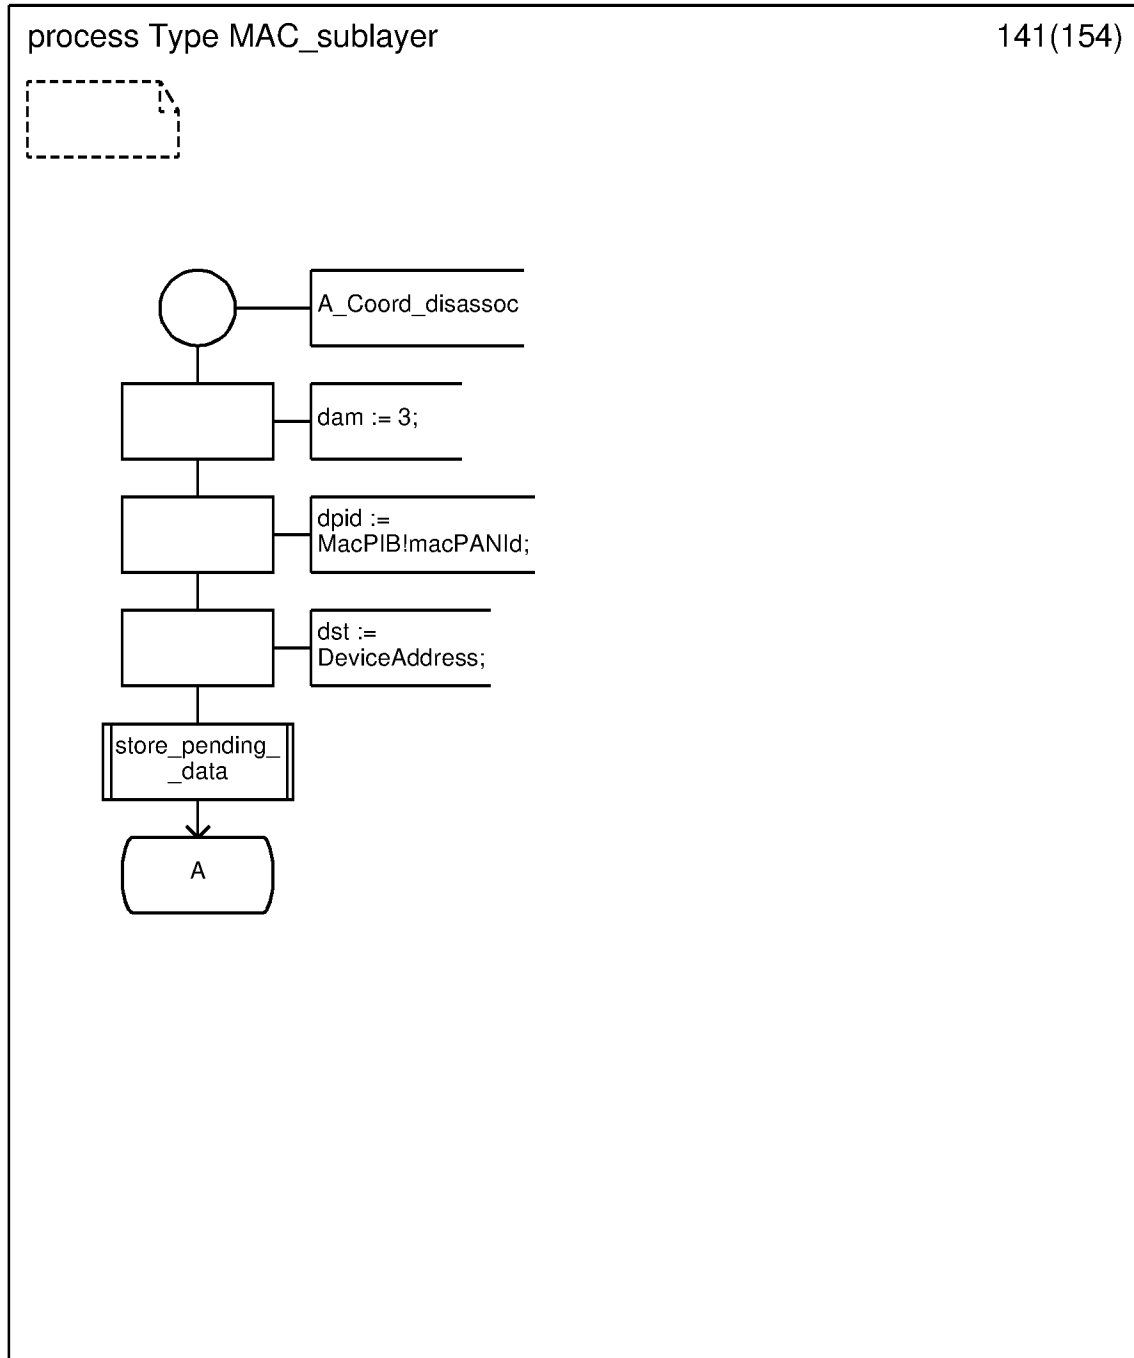 process Type MAC_sublayer
141(154)
A_Coord_disassoc
dam := 3;
dpid :=
MacPIB!macPANId;
dst :=
DeviceAddress;
store_pending_
_data
A